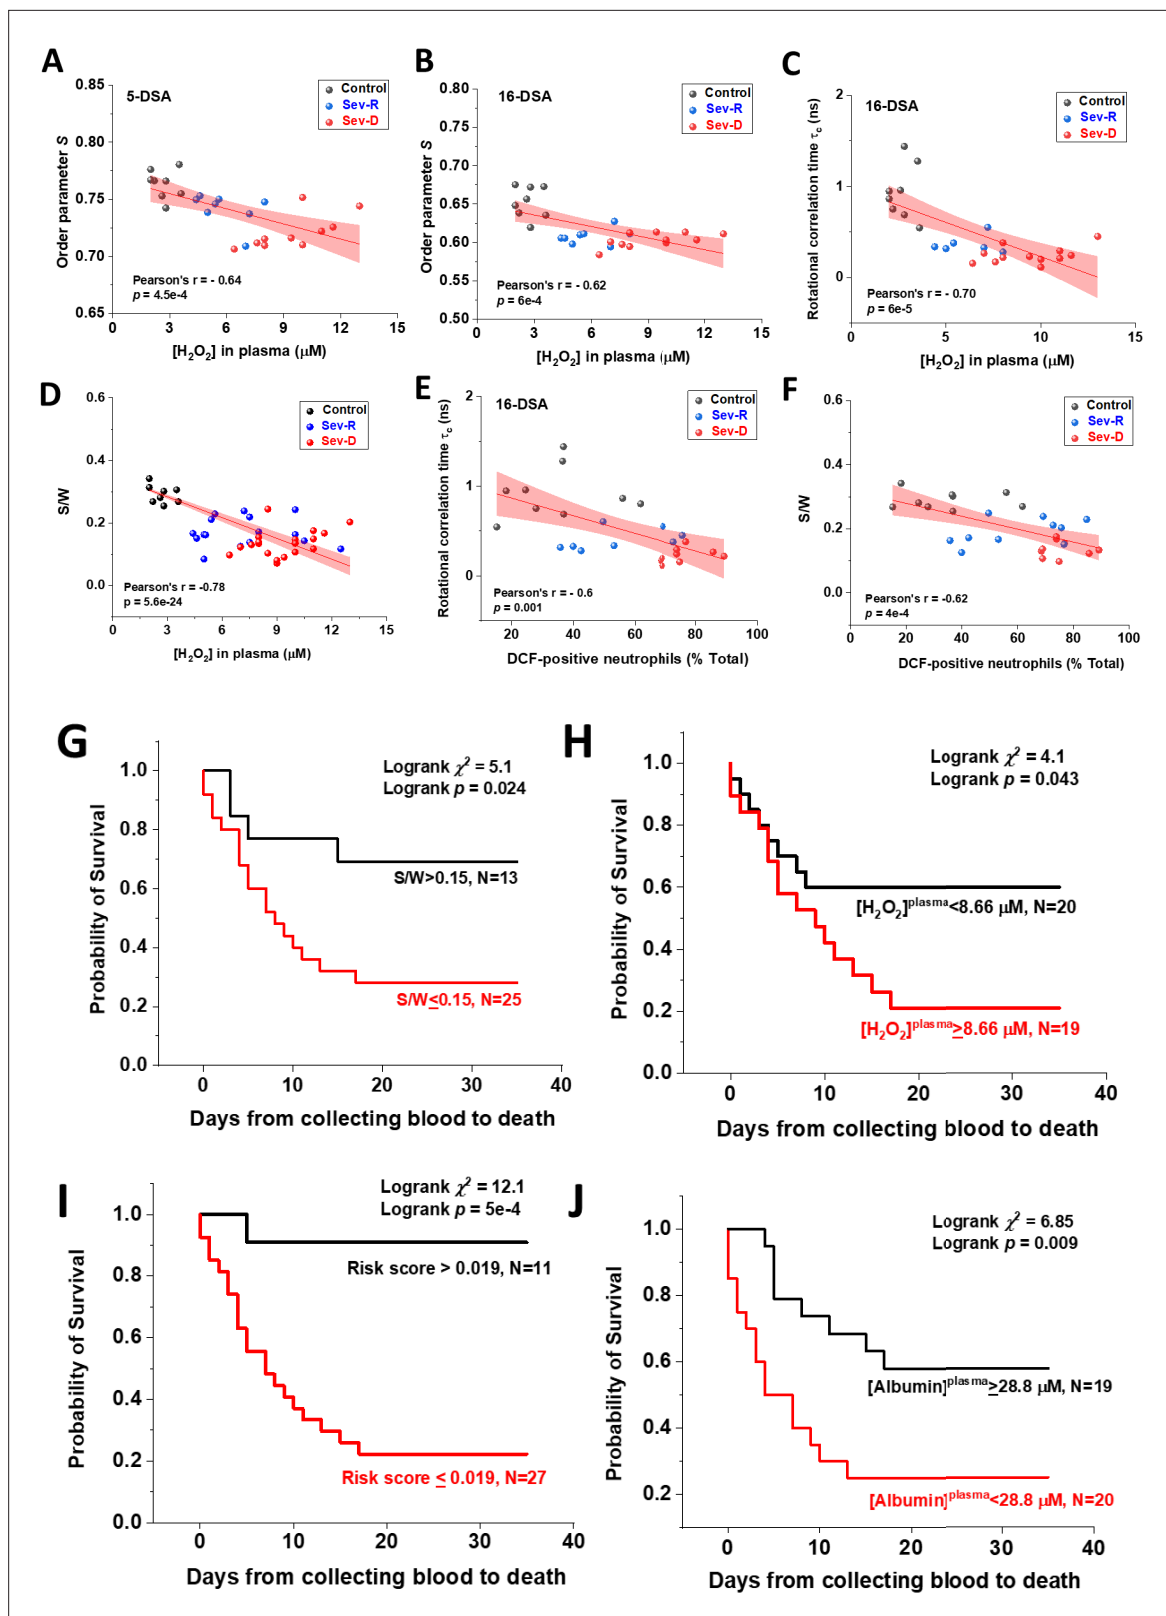 A
0.85
5-DSA
Control
Sev-R
Sev-D
0.80
0.75
0.70
0.65
Order parameter S
Pearson's r = - 0.64
p = 4.5e-4
0 3 6 9 12 15
[H₂O₂] in plasma (μM)
B
0.90
16-DSA
Control
Sev-R
Sev-D
0.85
0.80
0.75
0.70
0.65
0.60
0.55
0.50
Order parameter S
Pearson's r = - 0.62
p = 6e-4
0 3 6 9 12 15
[H₂O₂] in plasma (μM)
C
16-DSA
Control
Sev-R
Sev-D
2
1
0
Rotational correlation time τc (ns)
Pearson's r = - 0.70
p = 6e-5
0 5 10 15
[H₂O₂] in plasma (μM)
D
0.6
Control
Sev-R
Sev-D
0.4
0.2
0.0
S/W
Pearson's r = -0.78
p = 5.6e-24
0 3 6 9 12 15
[H₂O₂] in plasma (μM)
E
2
16-DSA
Control
Sev-R
Sev-D
1
0
Rotational correlation time τc (ns)
Pearson's r = - 0.6
p = 0.001
20 40 60 80 100
DCF-positive neutrophils (% Total)
F
0.6
Control
Sev-R
Sev-D
0.4
0.2
0.0
S/W
Pearson's r = -0.62
p = 4e-4
0 20 40 60 80 100
DCF-positive neutrophils (% Total)
G
Logrank χ² = 5.1
Logrank p = 0.024
1.0
0.8
0.6
0.4
0.2
0.0
Probability of Survival
S/W>0.15, N=13
S/W≤0.15, N=25
0 10 20 30 40
Days from collecting blood to death
H
Logrank χ² = 4.1
Logrank p = 0.043
1.0
0.8
0.6
0.4
0.2
0.0
Probability of Survival
[H₂O₂]ᵖˡᵃˢᵐᵃ<8.66 μM, N=20
[H₂O₂]ᵖˡᵃˢᵐᵃ≥8.66 μM, N=19
0 10 20 30 40
Days from collecting blood to death
I
Logrank χ² = 12.1
Logrank p = 5e-4
1.0
0.8
0.6
0.4
0.2
0.0
Probability of Survival
Risk score > 0.019, N=11
Risk score ≤ 0.019, N=27
0 10 20 30 40
Days from collecting blood to death
J
Logrank χ² = 6.85
Logrank p = 0.009
1.0
0.8
0.6
0.4
0.2
Probability of Survival
[Albumin]ᵖˡᵃˢᵐᵃ≥28.8 μM, N=19
[Albumin]ᵖˡᵃˢᵐᵃ<28.8 μM, N=20
0 10 20 30 40
Days from collecting blood to death